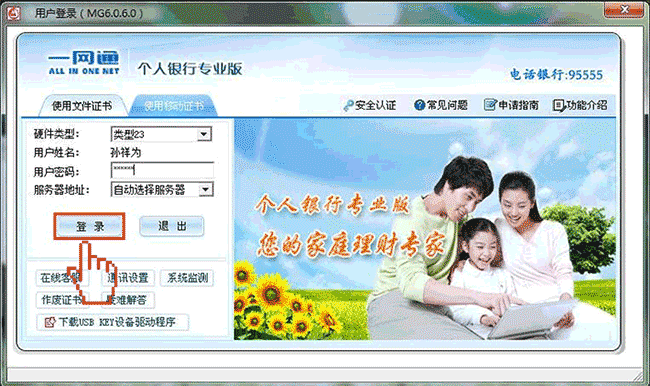 用户登录（MG6.0.6.0）
一网通
ALL IN ONE NET
个人银行专业版
电话银行:95555
使用文件证书 使用移动证书
安全认证 常见问题 申请指南 功能介绍
硬件类型: 类型23
用户姓名: 孙祥为
用户密码: *****
服务器地址: 自动选择服务器
登 录 退 出
个人银行专业版
您的家庭理财专家
在线客 通讯设置 系统监测
作废证书 疑难解答
下载USB KEY设备驱动程序